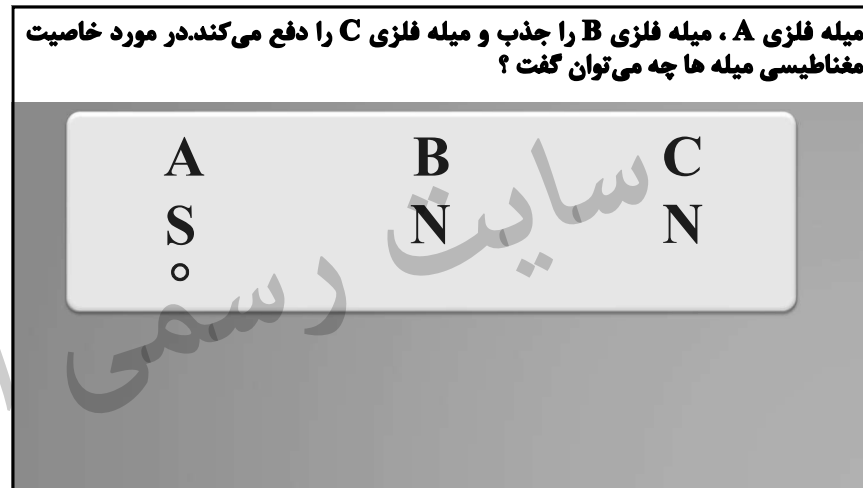 میله فلزی A ، میله فلزی B را جذب و میله فلزی C را دفع می‌کند.در مورد خاصیت
مغناطیسی میله ها چه می‌توان گفت ؟
A B C
S N N
○
سایت رسمی